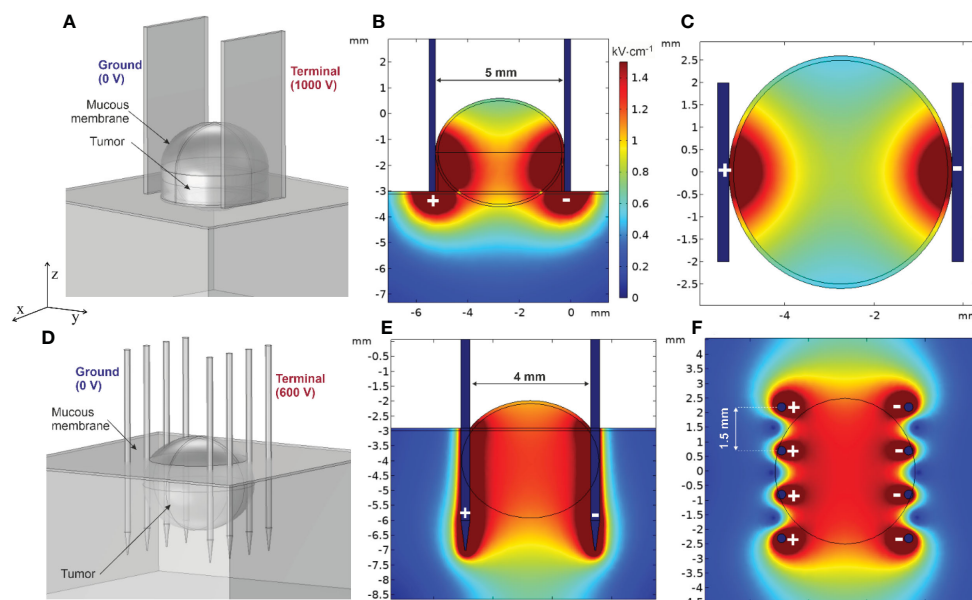 A
Ground
(0 V)
Terminal
(1000 V)
Mucous
membrane
Tumor
z
x
y
B
mm
5 mm
0
-1
-2
-3
-4
-5
-6
-7
+
-
-6
-4
-2
0
mm
kV·cm⁻¹
1.4
1.2
1
0.8
0.6
0.4
0.2
0
C
mm
2.5
2
1.5
1
0.5
0
-0.5
-1
-1.5
-2
-2.5
+
-
-4
-2
mm
D
Ground
(0 V)
Terminal
(600 V)
Mucous
membrane
Tumor
E
mm
4 mm
-0.5
-1.5
-2.5
-3
-3.5
-4.5
-5.5
-6.5
-7.5
-8.5
+
-
F
mm
4.5
4
3.5
3
2.5
2
1.5
1
0.5
0
-0.5
-1
-1.5
-2
-2.5
-3
-3.5
-4
1.5 mm
+ -
+ -
+ -
+ -